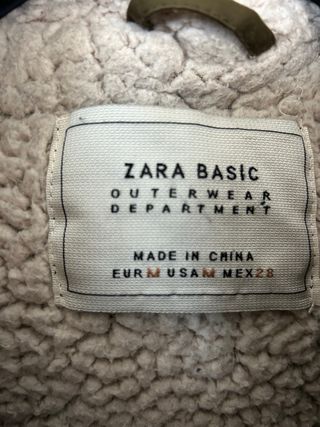 ZARA BASIC
OUTERWEAR
DEPARTMENT
MADE IN CHINA
EUR M USA M MEX 28